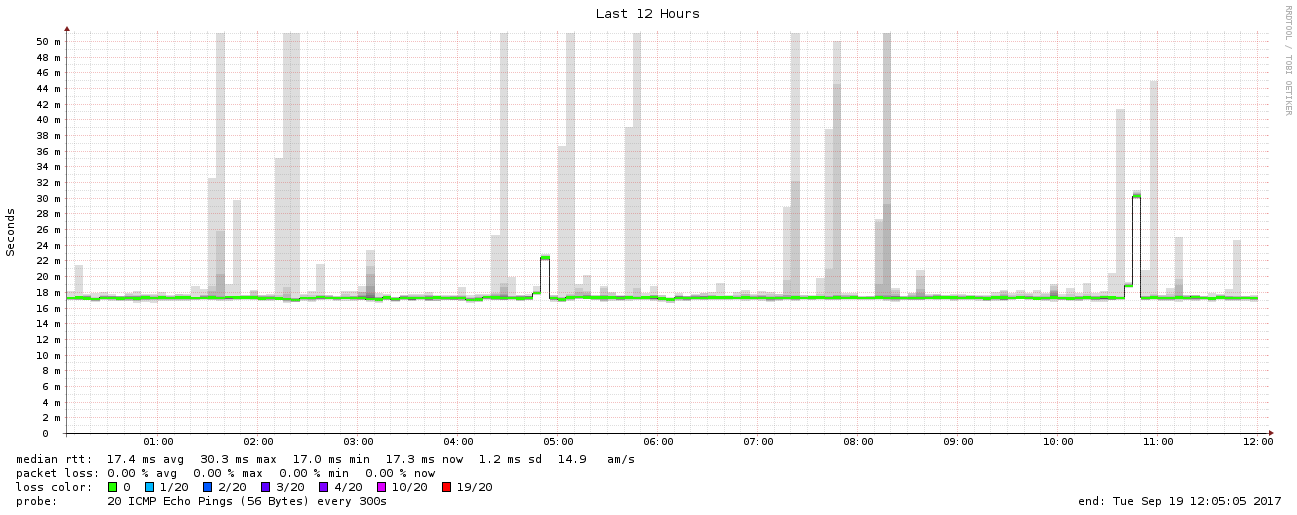 Last 12 Hours
RRDTOOL / TOBI OETIKER
Seconds
50 m
48 m
46 m
44 m
42 m
40 m
38 m
36 m
34 m
32 m
30 m
28 m
26 m
24 m
22 m
20 m
18 m
16 m
14 m
12 m
10 m
8 m
6 m
4 m
2 m
0
01:00 02:00 03:00 04:00 05:00 06:00 07:00 08:00 09:00 10:00 11:00 12:00
median rtt: 17.4 ms avg 30.3 ms max 17.0 ms min 17.3 ms now 1.2 ms sd 14.9 am/s
packet loss: 0.00 % avg 0.00 % max 0.00 % min 0.00 % now
loss color: 0 1/20 2/20 3/20 4/20 10/20 19/20
probe: 20 ICMP Echo Pings (56 Bytes) every 300s end: Tue Sep 19 12:05:05 2017